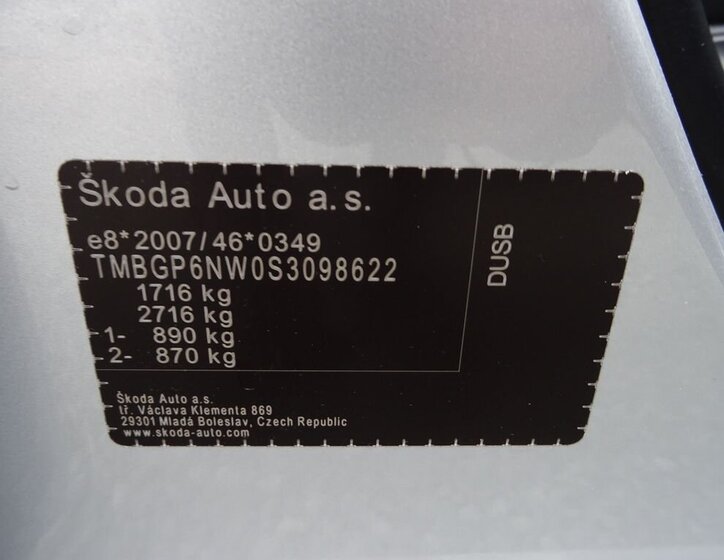 Škoda Auto a.s.
e8*2007/46*0349
TMBGP6NW0S3098622
1716 kg
2716 kg
1- 890 kg
2- 870 kg
DUSB
Škoda Auto a.s.
tř. Václava Klementa 869
29301 Mladá Boleslav, Czech Republic
www.skoda-auto.com